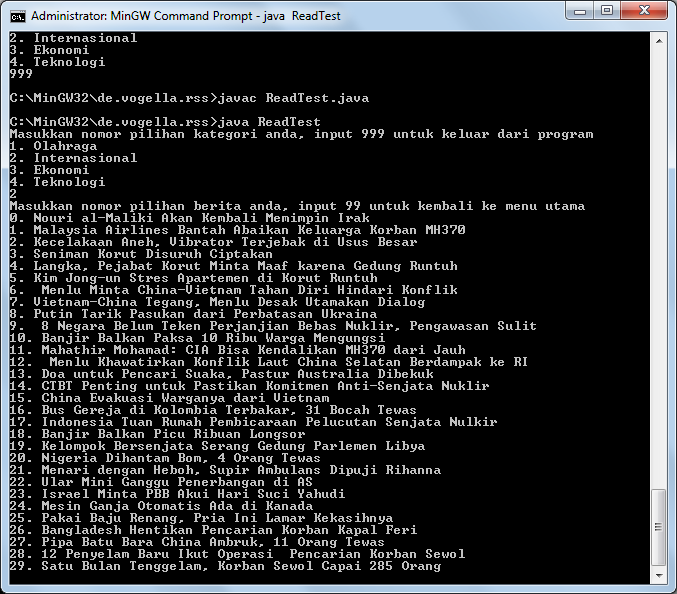 Administrator: MinGW Command Prompt - java  ReadTest
2. Internasional
3. Ekonomi
4. Teknologi
999
C:\MinGW32\de.vogella.rss>javac ReadTest.java
C:\MinGW32\de.vogella.rss>java ReadTest
Masukkan nomor pilihan kategori anda, input 999 untuk keluar dari program
1. Olahraga
2. Internasional
3. Ekonomi
4. Teknologi
2
Masukkan nomor pilihan berita anda, input 99 untuk kembali ke menu utama
0. Nouri al-Maliki Akan Kembali Memimpin Irak
1. Malaysia Airlines Bantah Abaikan Keluarga Korban MH370
2. Kecelakaan Aneh, Vibrator Terjebak di Usus Besar
3. Seniman Korut Disuruh Ciptakan
4. Langka, Pejabat Korut Minta Maaf karena Gedung Runtuh
5. Kim Jong-un Stres Apartemen di Korut Runtuh
6.  Menlu Minta China-Vietnam Tahan Diri Hindari Konflik
7. Vietnam-China Tegang, Menlu Desak Utamakan Dialog
8. Putin Tarik Pasukan dari Perbatasan Ukraina
9.  8 Negara Belum Teken Perjanjian Bebas Nuklir, Pengawasan Sulit
10. Banjir Balkan Paksa 10 Ribu Warga Mengungsi
11. Mahathir Mohamad: CIA Bisa Kendalikan MH370 dari Jauh
12.  Menlu Khawatirkan Konflik Laut China Selatan Berdampak ke RI
13. Doa untuk Pencari Suaka, Pastur Australia Dibekuk
14. CTBT Penting untuk Pastikan Komitmen Anti-Senjata Nuklir
15. China Evakuasi Warganya dari Vietnam
16. Bus Gereja di Kolombia Terbakar, 31 Bocah Tewas
17. Indonesia Tuan Rumah Pembicaraan Pelucutan Senjata Nulkir
18. Banjir Balkan Picu Ribuan Longsor
19. Kelompok Bersenjata Serang Gedung Parlemen Libya
20. Nigeria Dihantam Bom, 4 Orang Tewas
21. Menari dengan Heboh, Supir Ambulans Dipuji Rihanna
22. Ular Mini Ganggu Penerbangan di AS
23. Israel Minta PBB Akui Hari Suci Yahudi
24. Mesin Ganja Otomatis Ada di Kanada
25. Pakai Baju Renang, Pria Ini Lamar Kekasihnya
26. Bangladesh Hentikan Pencarian Korban Kapal Feri
27. Pipa Batu Bara China Ambruk, 11 Orang Tewas
28. 12 Penyelam Baru Ikut Operasi  Pencarian Korban Sewol
29. Satu Bulan Tenggelam, Korban Sewol Capai 285 Orang